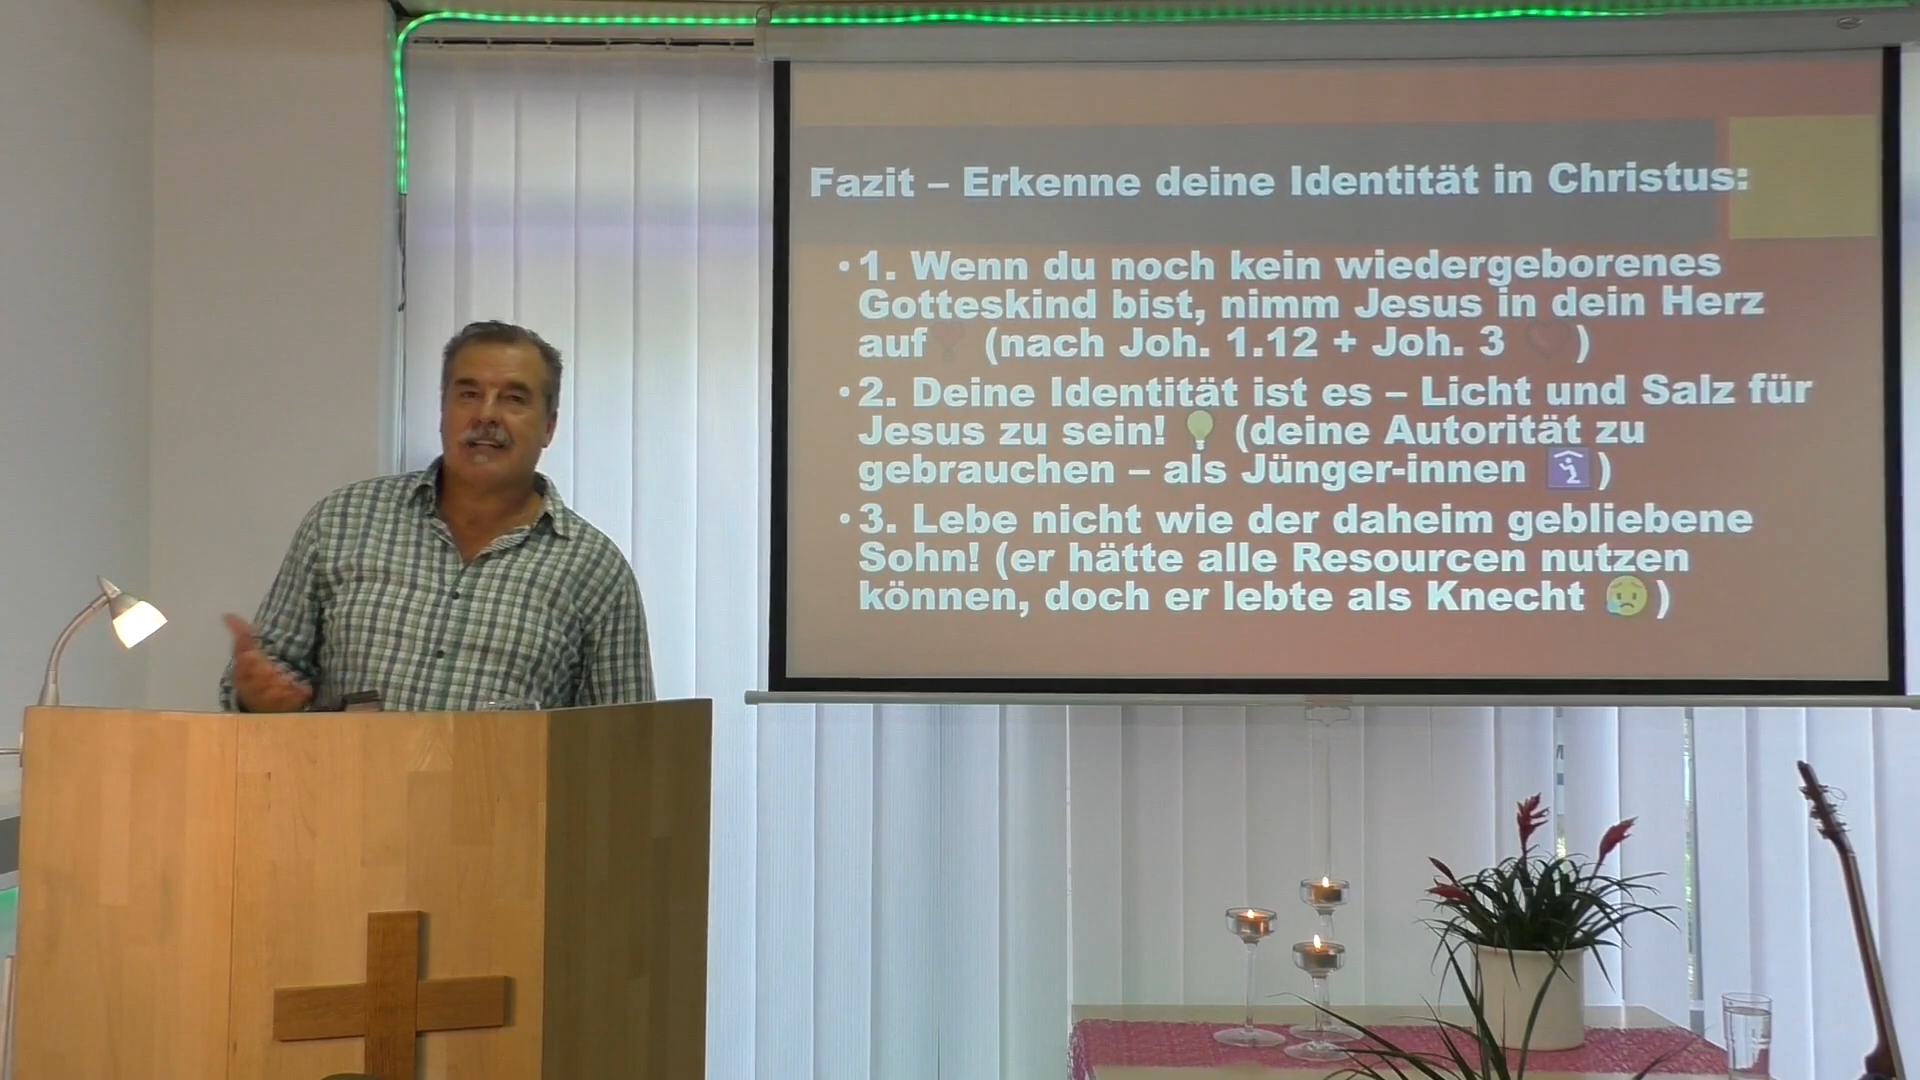 Fazit – Erkenne deine Identität in Christus:
• 1. Wenn du noch kein wiedergeborenes
Gotteskind bist, nimm Jesus in dein Herz
auf (nach Joh. 1.12 + Joh. 3 )
• 2. Deine Identität ist es – Licht und Salz für
Jesus zu sein! 💡 (deine Autorität zu
gebrauchen – als Jünger-innen 🛐)
• 3. Lebe nicht wie der daheim gebliebene
Sohn! (er hätte alle Resourcen nutzen
können, doch er lebte als Knecht 😥)